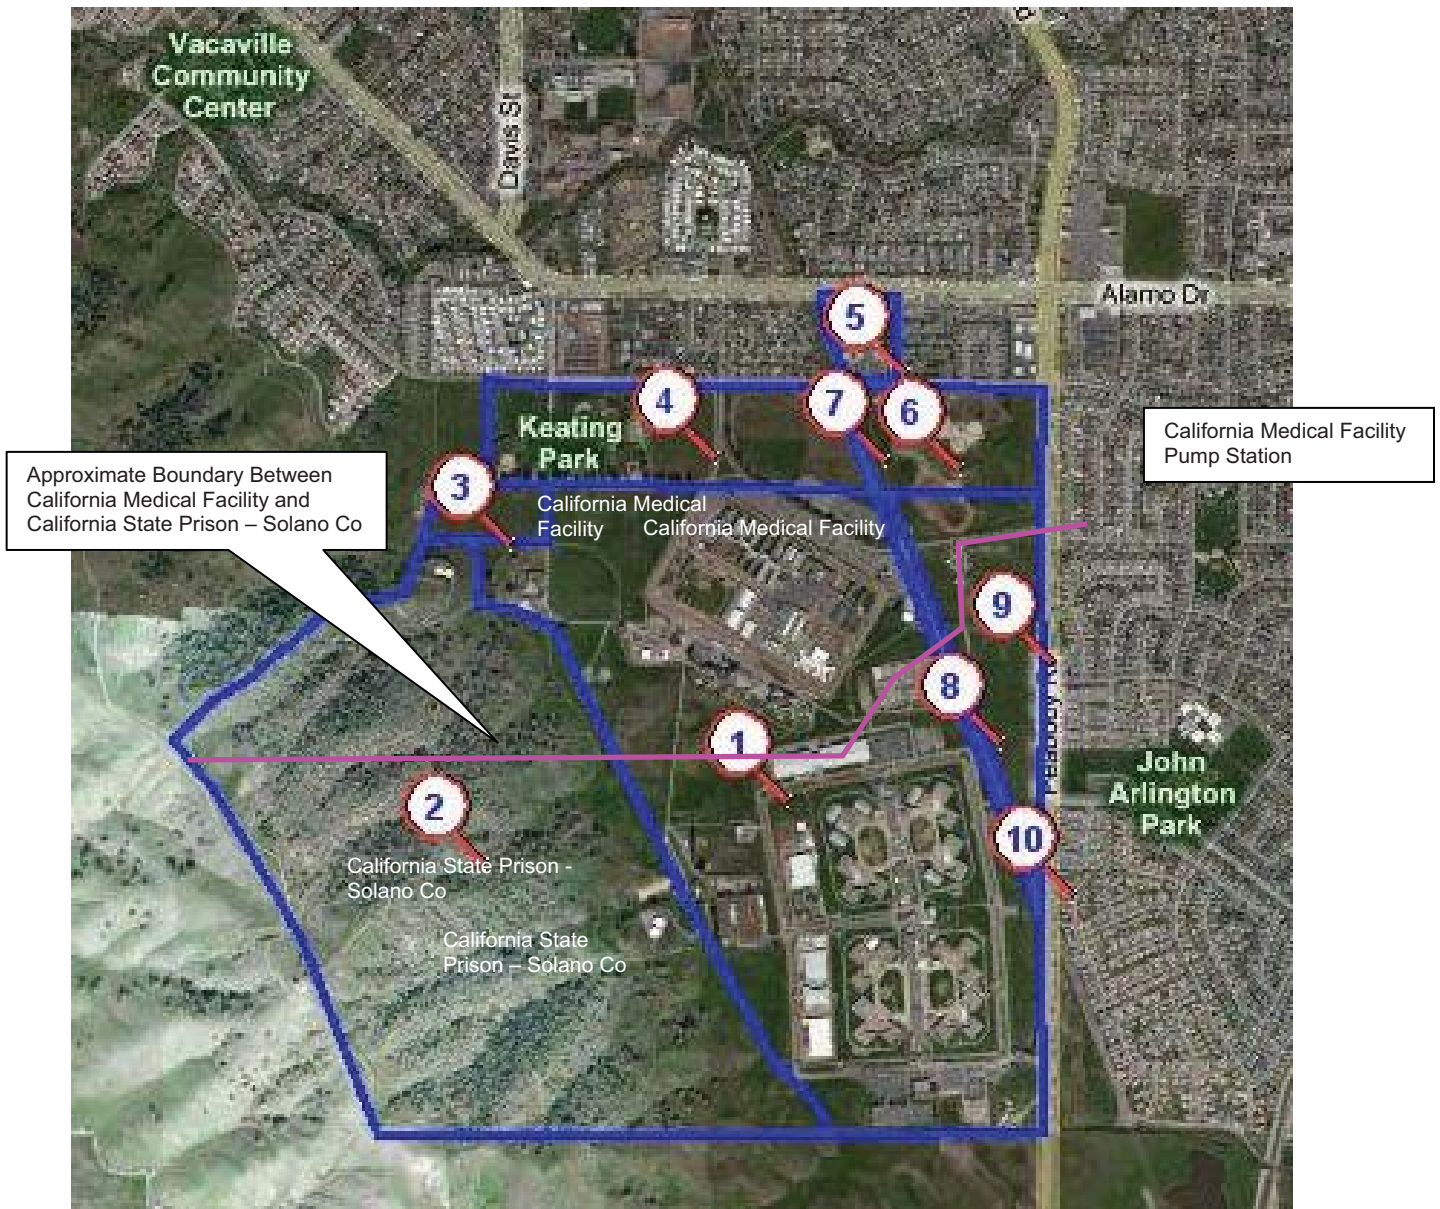 Vacaville
Community
Center
Davis St
Alamo Dr
5
4
7
6
California Medical Facility
Pump Station
Keating
Park
Approximate Boundary Between
California Medical Facility and
California State Prison – Solano Co
3
California Medical
Facility
California Medical Facility
9
8
1
John
Arlington
Park
2
10
California State Prison -
Solano Co
California State
Prison – Solano Co